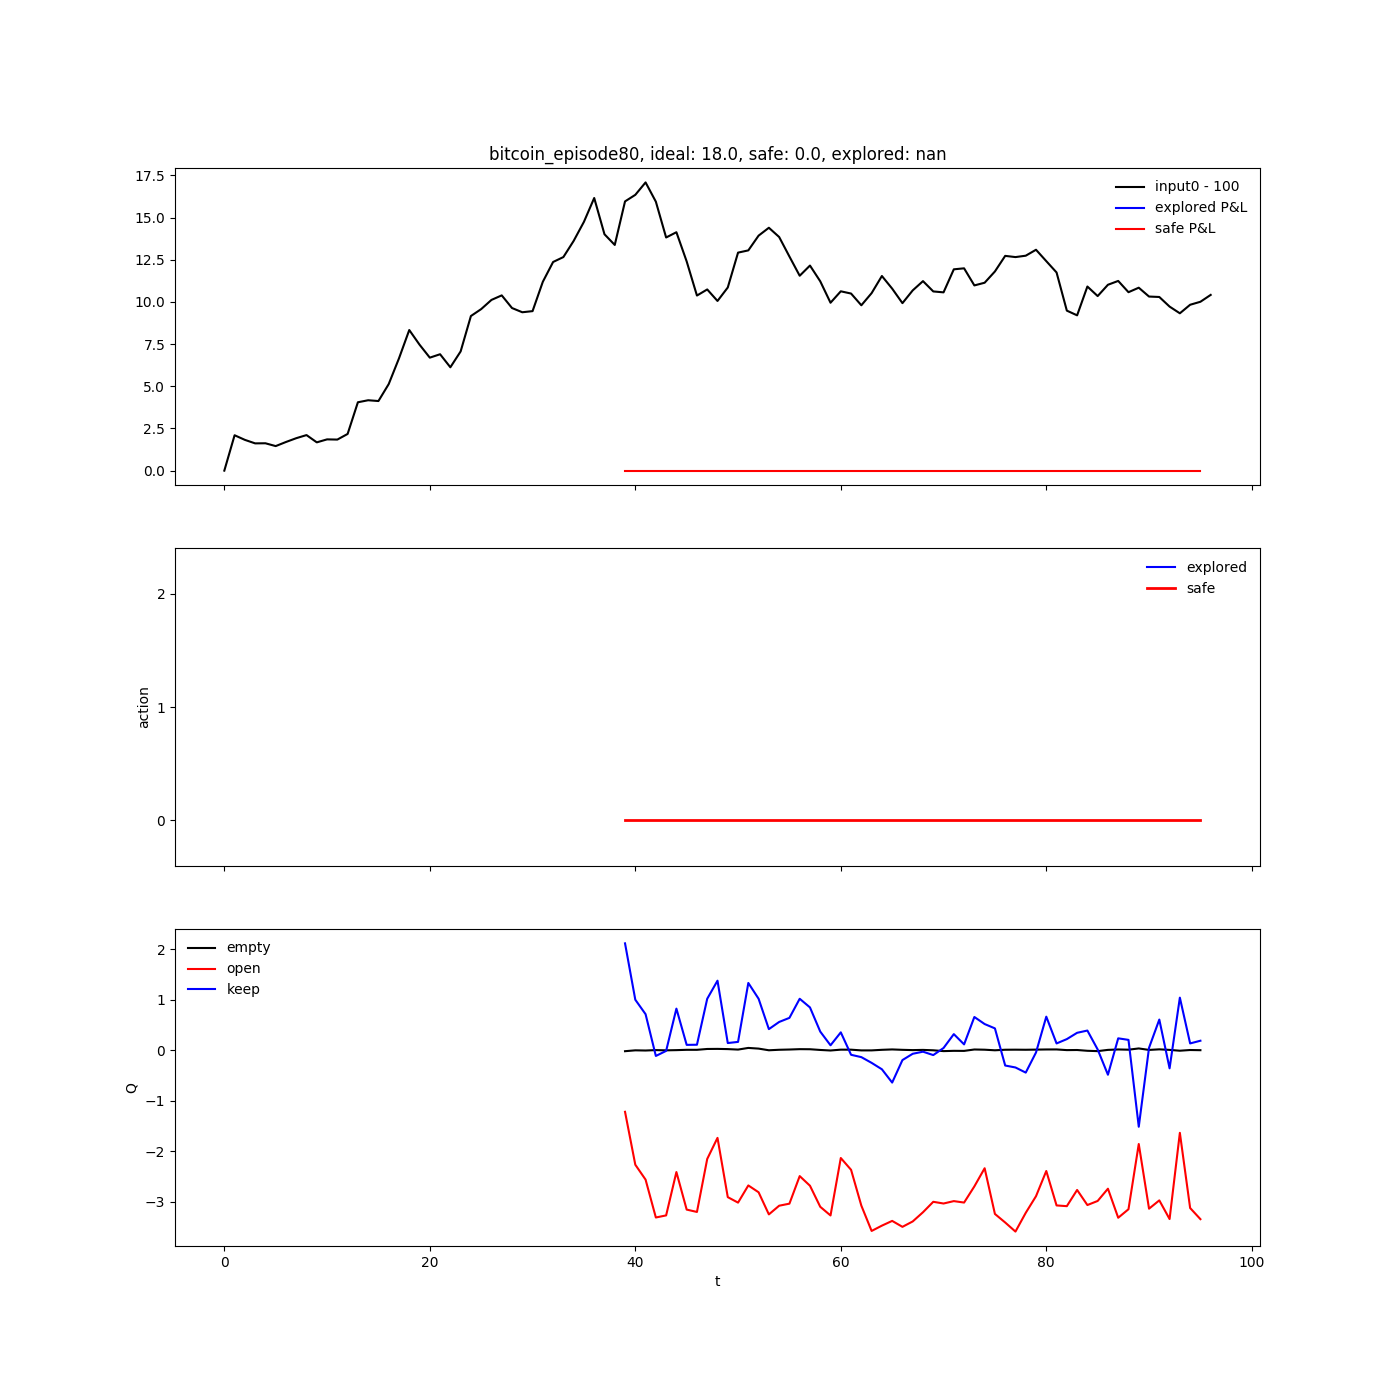 bitcoin_episode80, ideal: 18.0, safe: 0.0, explored: nan
17.5
15.0
12.5
10.0
7.5
5.0
2.5
0.0
input0 - 100
explored P&L
safe P&L
action
2
1
0
explored
safe
Q
2
1
0
−1
−2
−3
empty
open
keep
0
20
40
60
80
100
t